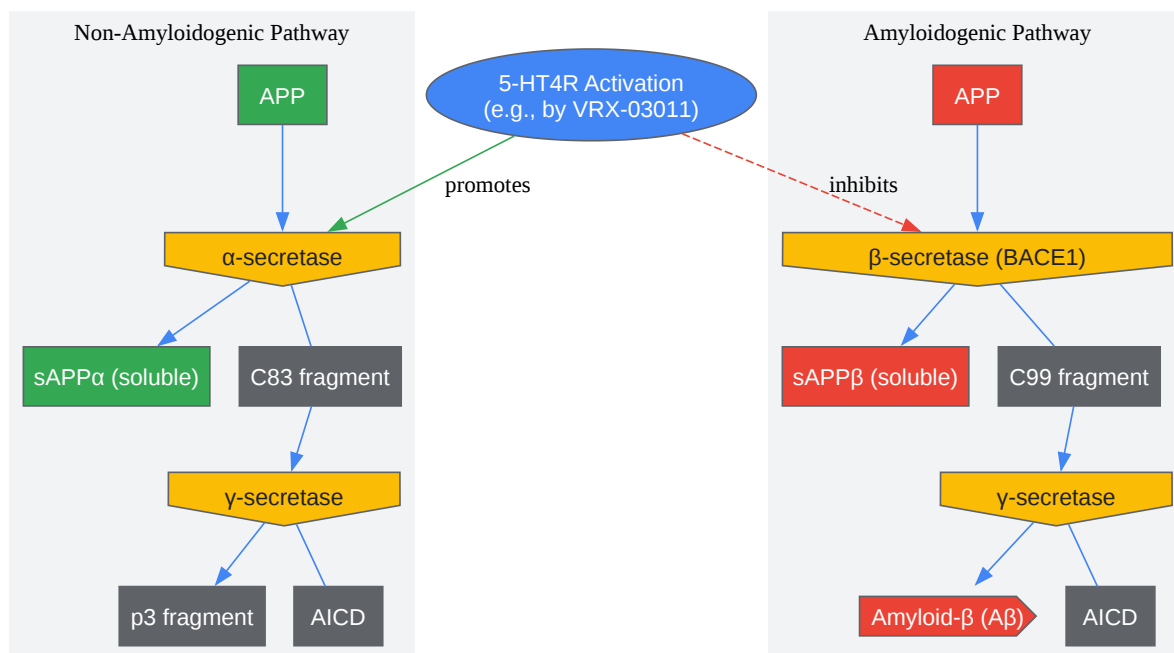 Non-Amyloidogenic Pathway
APP
α-secretase
sAPPα (soluble)
C83 fragment
γ-secretase
p3 fragment
AICD
5-HT4R Activation
(e.g., by VRX-03011)
promotes
inhibits
Amyloidogenic Pathway
APP
β-secretase (BACE1)
sAPPβ (soluble)
C99 fragment
γ-secretase
Amyloid-β (Aβ)
AICD